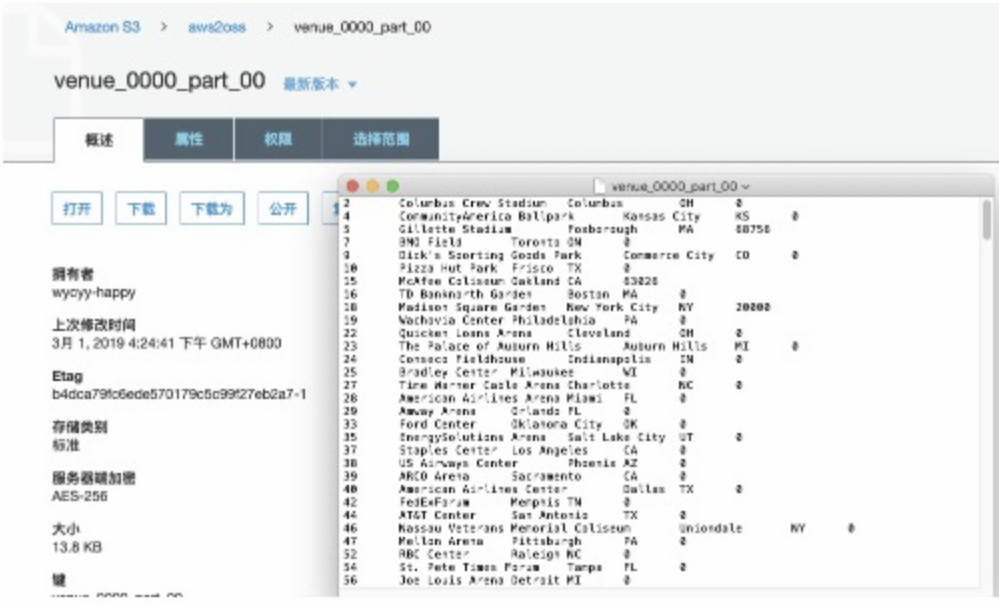 Amazon S3 > aws2oss > venue_0000_part_00
venue_0000_part_00 最新版本
概述 属性 权限 选择范围
打开 下载 下载为 公开
拥有者
wycyy-happy
上次修改时间
3月 1, 2019 4:24:41 下午 GMT+0800
Etag
b4dca79fc6ede570179c5c99f27eb2a7-1
存储类别
标准
服务器端加密
AES-256
大小
13.8 KB
键
venue_0000_part_00
venue_0000_part_00
2 Columbus Crew Stadium Columbus OH 0
4 CommunityAmerica Ballpark Kansas City KS 0
5 Gillette Stadium Foxborough MA 68756
7 BMO Field Toronto ON 0
9 Dick's Sporting Goods Park Commerce City CO 0
10 Pizza Hut Park Frisco TX 0
15 McAfee Coliseum Oakland CA 63026
16 TD Banknorth Garden Boston MA 0
18 Madison Square Garden New York City NY 20000
19 Wachovia Center Philadelphia PA 0
22 Quicken Loans Arena Cleveland OH 0
23 The Palace of Auburn Hills Auburn Hills MI 0
24 Conseco Fieldhouse Indianapolis IN 0
25 Bradley Center Milwaukee WI 0
27 Time Warner Cable Arena Charlotte NC 0
28 American Airlines Arena Miami FL 0
29 Amway Arena Orlando FL 0
33 Ford Center Oklahoma City OK 0
35 EnergySolutions Arena Salt Lake City UT 0
37 Staples Center Los Angeles CA 0
38 US Airways Center Phoenix AZ 0
39 ARCO Arena Sacramento CA 0
40 American Airlines Center Dallas TX 0
42 FedExForum Memphis TN 0
44 AT&T Center San Antonio TX 0
46 Nassau Veterans Memorial Coliseum Uniondale NY 0
47 Mellon Arena Pittsburgh PA 0
52 RBC Center Raleigh NC 0
54 St. Pete Times Forum Tampa FL 0
56 Joe Louis Arena Detroit MI 0